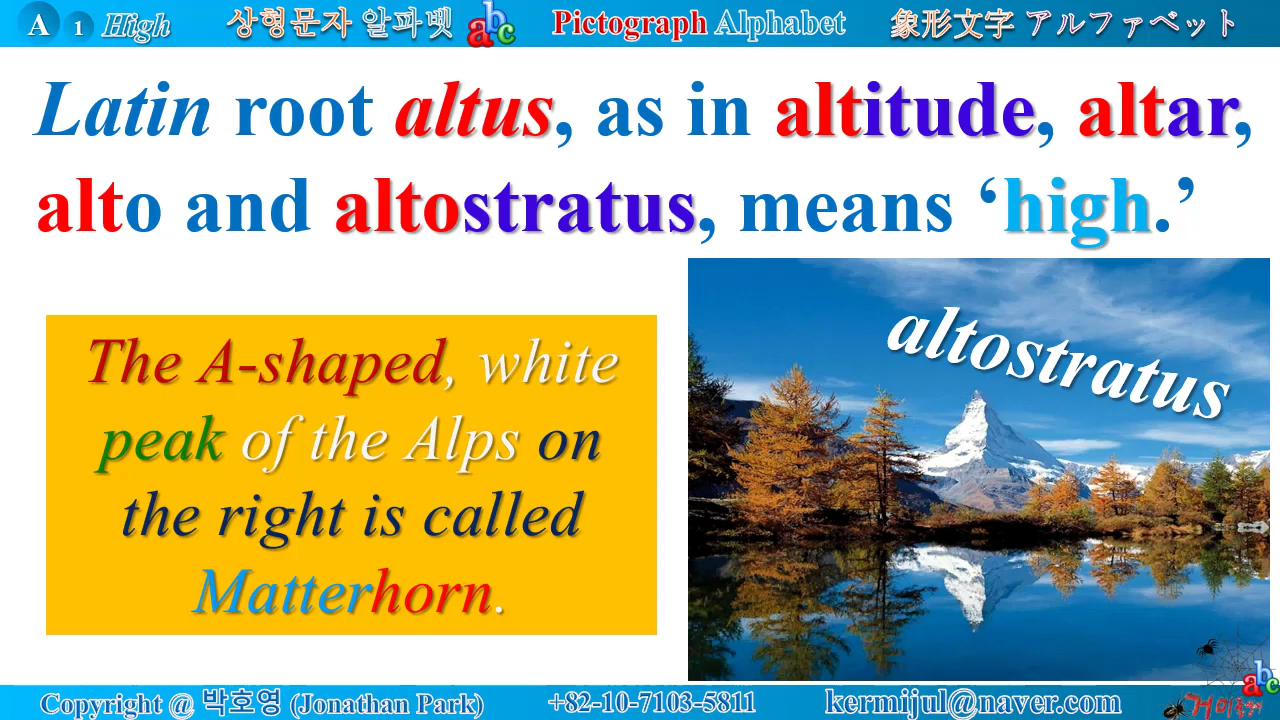 A 1 High 상형문자 알파벳 abc Pictograph Alphabet 象形文字 アルファベット
Latin root altus, as in altitude, altar,
alto and altostratus, means ‘high.’
The A-shaped, white
peak of the Alps on
the right is called
Matterhorn.
altostratus
Copyright @ 박호영 (Jonathan Park) +82-10-7103-5811 kermijul@naver.com
abc